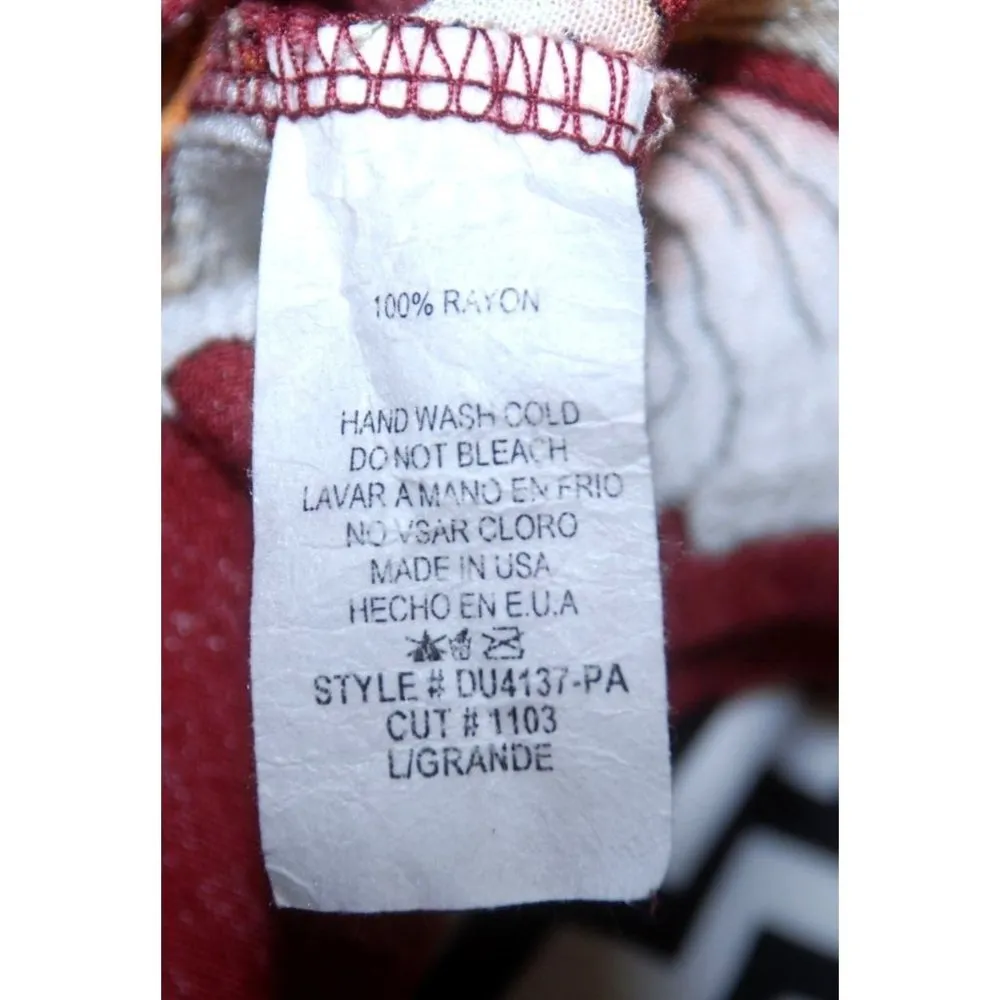 100% RAYON
HAND WASH COLD
DO NOT BLEACH
LAVAR A MANO EN FRIO
NO VSAR CLORO
MADE IN USA
HECHO EN E.U.A
STYLE # DU4137-PA
CUT # 1103
L/GRANDE